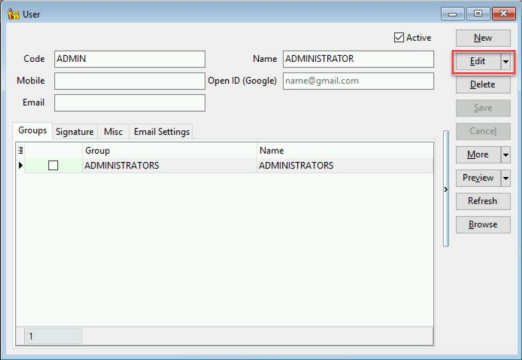 User
Active
New
Code ADMIN Name ADMINISTRATOR
Edit
Mobile Open ID (Google) name@gmail.com
Delete
Email
Save
Groups Signature Misc Email Settings
Cancel
Group Name
More
ADMINISTRATORS ADMINISTRATORS
Preview
Refresh
Browse
1